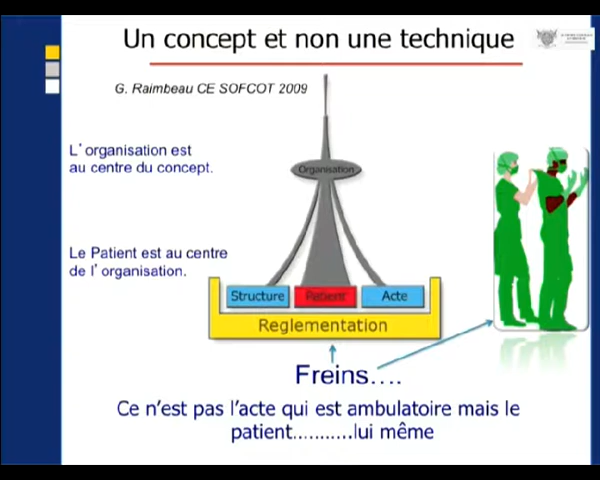 Un concept et non une technique
G. Raimbeau CE SOFCOT 2009
L'organisation est
au centre du concept.
Organisation
Le Patient est au centre
de l'organisation.
Structure
Patient
Acte
Reglementation
Freins....
Ce n'est pas l'acte qui est ambulatoire mais le
patient...........lui même